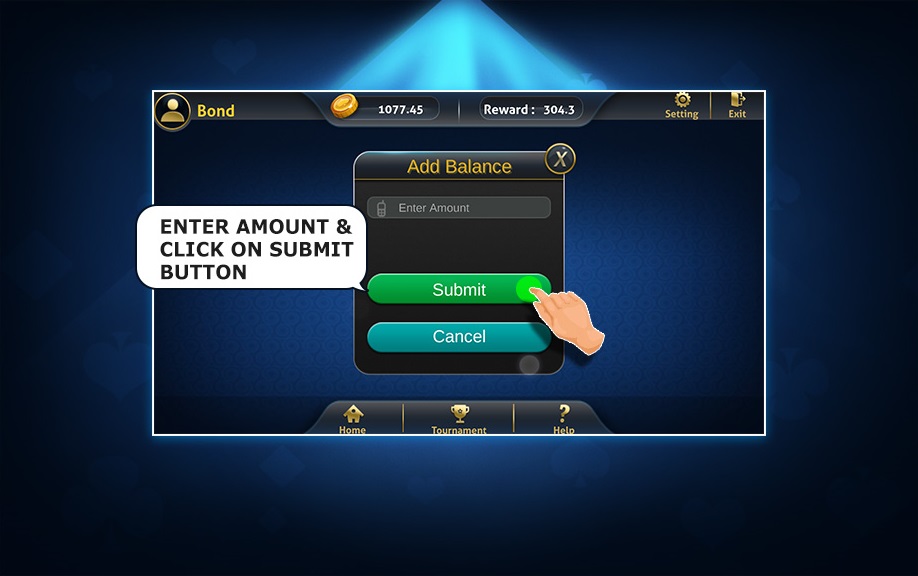 Bond
1077.45
Reward : 304.3
Setting
Exit
Add Balance
X
Enter Amount
ENTER AMOUNT &
CLICK ON SUBMIT
BUTTON
Submit
Cancel
Home
Tournament
?
Help